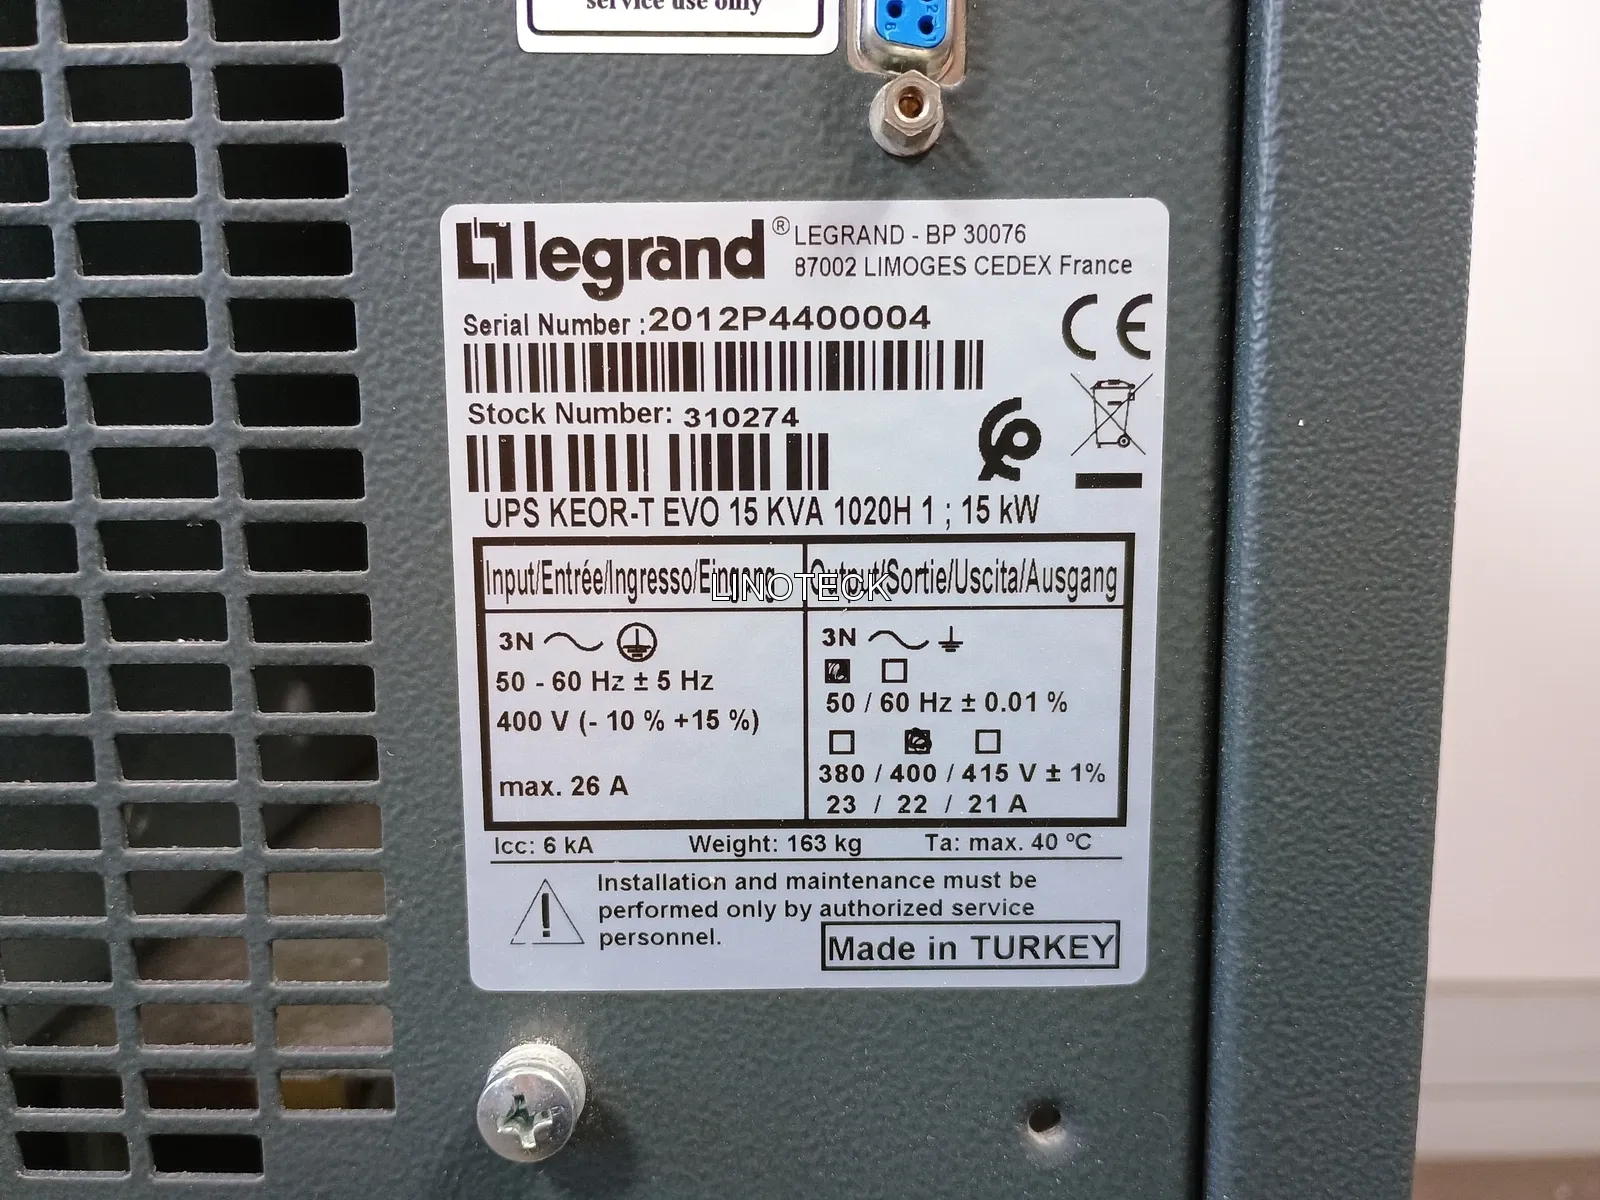 service use only
legrand®
LEGRAND - BP 30076
87002 LIMOGES CEDEX France
Serial Number :2012P4400004
CE
Stock Number: 310274
UPS KEOR-T EVO 15 KVA 1020H 1 ; 15 kW
Input/Entrée/Ingresso/Eingang
Output/Sortie/Uscita/Ausgang
LINOTECK
3N
50 - 60 Hz ± 5 Hz
400 V (- 10 % +15 %)
max. 26 A
3N
50 / 60 Hz ± 0.01 %
380 / 400 / 415 V ± 1%
23 / 22 / 21 A
Icc: 6 kA Weight: 163 kg Ta: max. 40 ºC
Installation and maintenance must be
performed only by authorized service
personnel.
Made in TURKEY